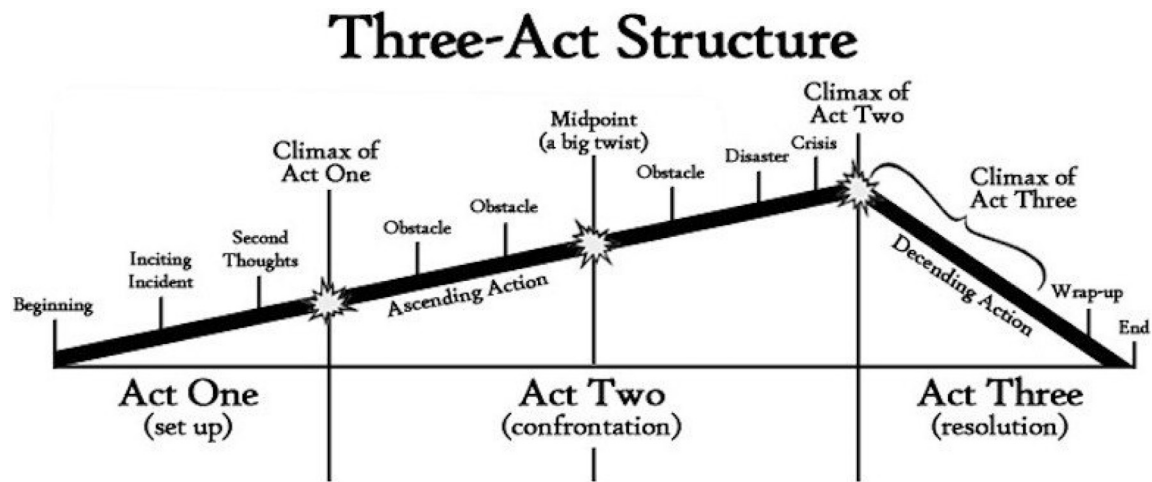 Three-Act Structure
Beginning
Inciting
Incident
Second
Thoughts
Climax of
Act One
Obstacle
Obstacle
Ascending Action
Midpoint
(a big twist)
Obstacle
Disaster
Crisis
Climax of
Act Two
Climax of
Act Three
Decending Action
Wrap-up
End
Act One
(set up)
Act Two
(confrontation)
Act Three
(resolution)